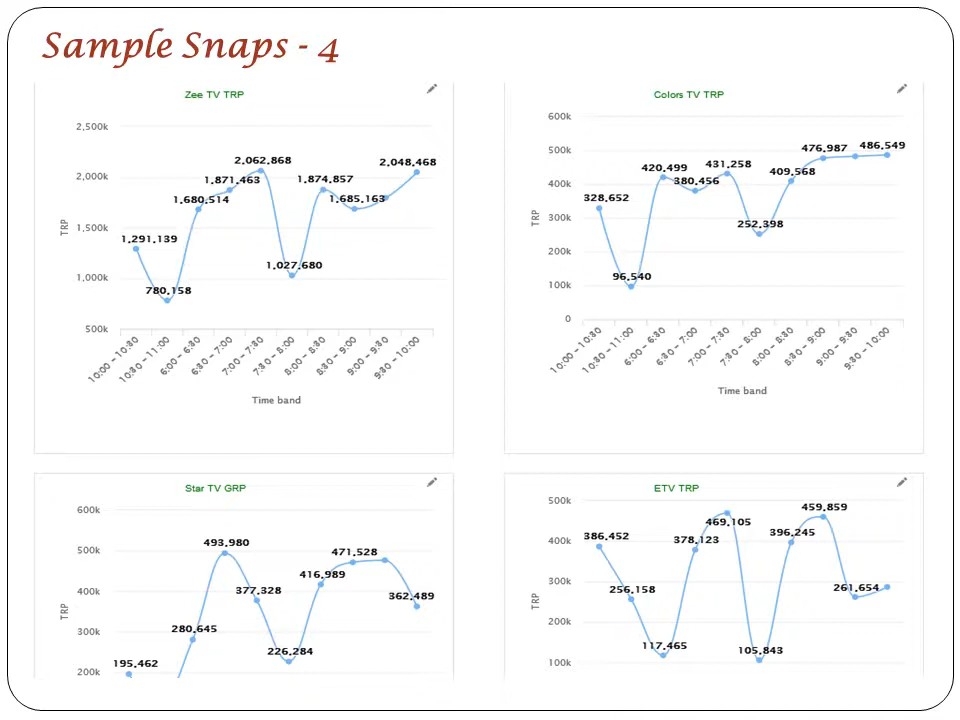 Sample Snaps - 4
Zee TV TRP
2,500k
2,000k
1,500k
1,000k
500k
TRP
1,291,139
780,158
1,680,514
1,871,463
2,062,868
1,027,680
1,874,857
1,685,163
2,048,468
10:00 - 10:30
10:30 - 11:00
6:00 - 6:30
6:30 - 7:00
7:00 - 7:30
7:30 - 8:00
8:00 - 8:30
8:30 - 9:00
9:00 - 9:30
9:30 - 10:00
Time band
Colors TV TRP
600k
500k
400k
300k
200k
100k
0
TRP
328,652
96,540
420,499
380,456
431,258
252,398
409,568
476,987
486,549
10:00 - 10:30
10:30 - 11:00
6:00 - 6:30
6:30 - 7:00
7:00 - 7:30
7:30 - 8:00
8:00 - 8:30
8:30 - 9:00
9:00 - 9:30
9:30 - 10:00
Time band
Star TV GRP
600k
500k
400k
300k
200k
TRP
195,462
280,645
493,980
377,328
226,284
416,989
471,528
362,489
ETV TRP
500k
400k
300k
200k
100k
TRP
386,452
256,158
117,465
378,123
469,105
105,843
396,245
459,859
261,654